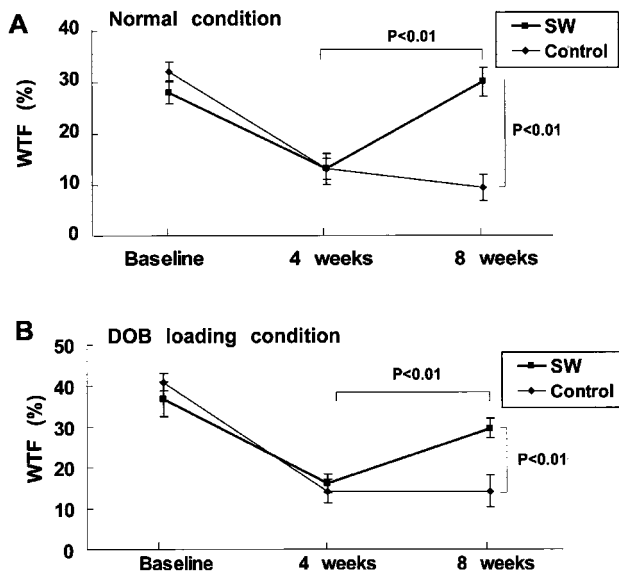 A Normal condition
P<0.01
SW
Control
WTF (%)
40
30
20
10
0
P<0.01
Baseline 4 weeks 8 weeks
B DOB loading condition
P<0.01
SW
Control
WTF (%)
50
40
30
20
10
0
P<0.01
Baseline 4 weeks 8 weeks